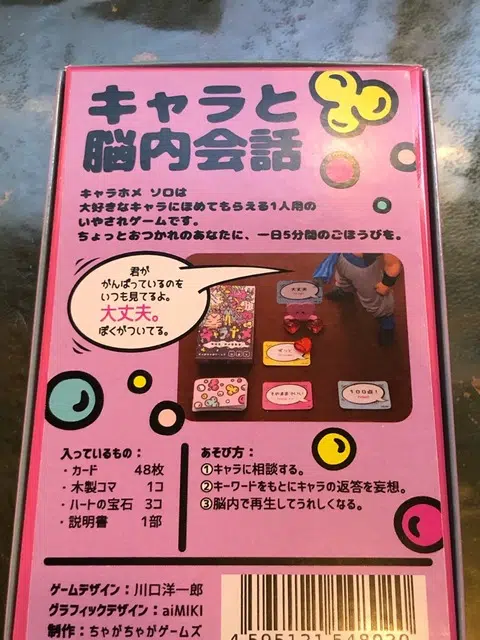 キャラと
脳内会話
キャラホメ ソロは
大好きなキャラにほめてもらえる1人用の
いやされゲームです。
ちょっとおつかれのあなたに、一日5分間のごほうびを。
君が
がんばっているのを
いつも見てるよ。
大丈夫。
ぼくがついてる。
大丈夫
ずっと
100点!
入っているもの:
・カード 48枚
・木製コマ 1コ
・ハートの宝石 3コ
・説明書 1部
あそび方:
①キャラに相談する。
②キーワードをもとにキャラの返答を妄想。
③脳内で再生してうれしくなる。
ゲームデザイン:川口洋一郎
グラフィックデザイン:aiMIKI
制作:ちゃがちゃがゲームズ